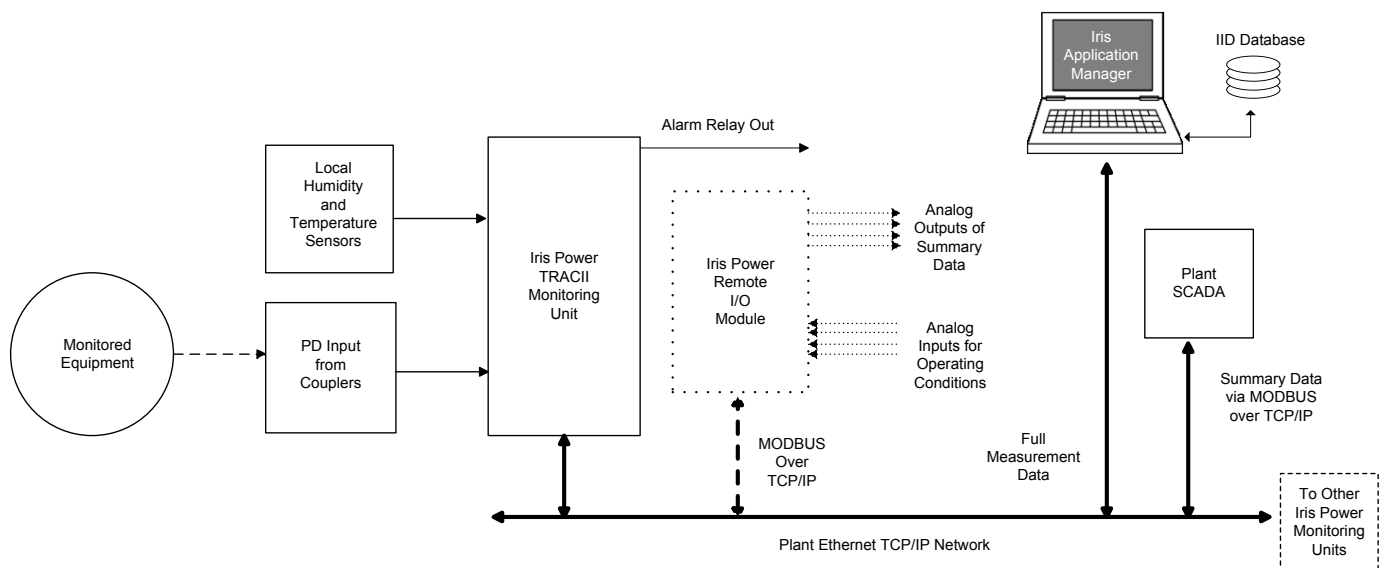 Iris
Application
Manager
IID Database
Alarm Relay Out
Local
Humidity
and
Temperature
Sensors
Iris Power
TRACII
Monitoring
Unit
Iris Power
Remote
I/O
Module
Analog
Outputs of
Summary
Data
Plant
SCADA
Monitored
Equipment
PD Input
from
Couplers
Analog
Inputs for
Operating
Conditions
MODBUS
Over
TCP/IP
Full
Measurement
Data
Summary Data
via MODBUS
over TCP/IP
To Other
Iris Power
Monitoring
Units
Plant Ethernet TCP/IP Network